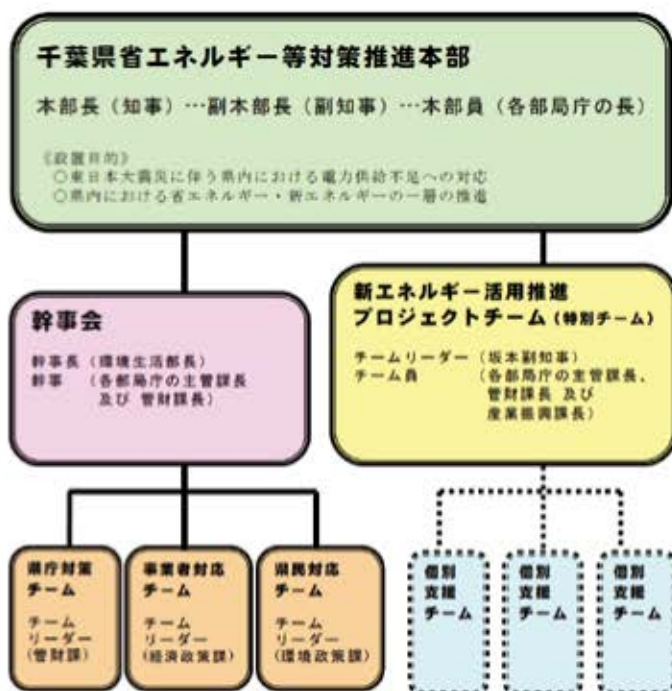 千葉県省エネルギー等対策推進本部
本部長（知事）…副本部長（副知事）…本部員（各部局庁の長）
《設置目的》
○東日本大震災に伴う県内における電力供給不足への対応
○県内における省エネルギー・新エネルギーの一層の推進
幹事会
幹事長（環境生活部長）
幹事　（各部局庁の主管課長
及び 管財課長）
新エネルギー活用推進
プロジェクトチーム（特別チーム）
チームリーダー（坂本副知事）
チーム員　（各部局庁の主管課長、
管財課長 及び
産業振興課長）
県庁対策
チーム
チーム
リーダー
（管財課）
事業者対応
チーム
チーム
リーダー
（経済政策課）
県民対応
チーム
チーム
リーダー
（環境政策課）
個別
支援
チーム
個別
支援
チーム
個別
支援
チーム